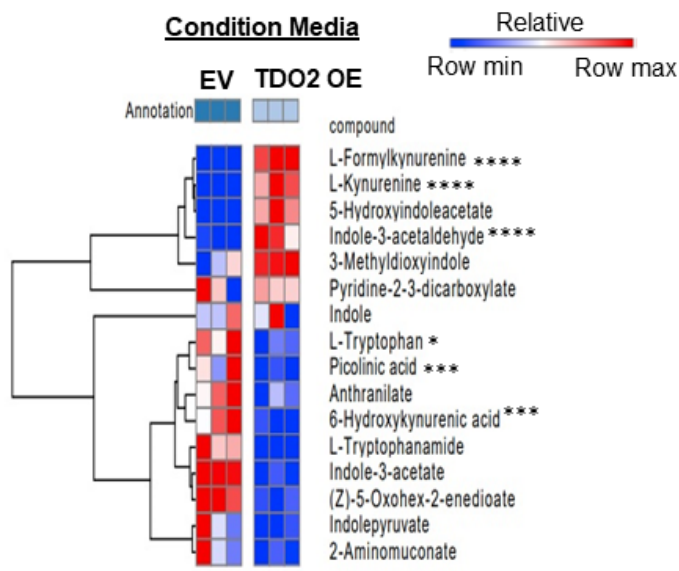 Condition Media
Relative
Row min Row max
EV TDO2 OE
Annotation
compound
L-Formylkynurenine ****
L-Kynurenine ****
5-Hydroxyindoleacetate
Indole-3-acetaldehyde ****
3-Methyldioxyindole
Pyridine-2-3-dicarboxylate
Indole
L-Tryptophan *
Picolinic acid ***
Anthranilate
6-Hydroxykynurenic acid ***
L-Tryptophanamide
Indole-3-acetate
(Z)-5-Oxohex-2-enedioate
Indolepyruvate
2-Aminomuconate